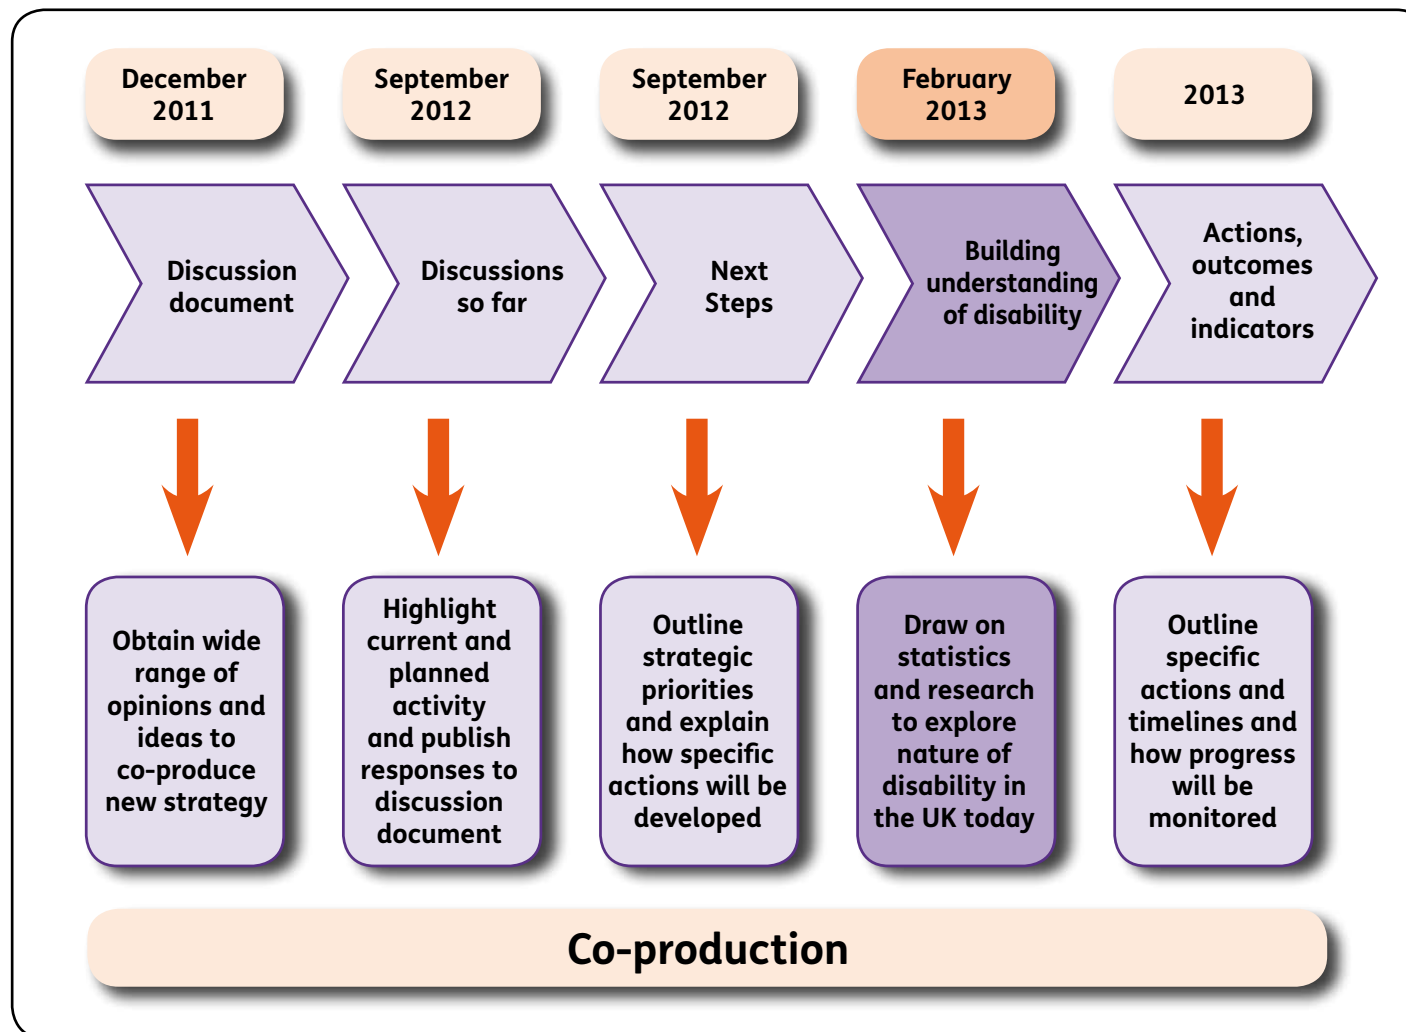 December
2011
September
2012
September
2012
February
2013
2013
Discussion
document
Discussions
so far
Next
Steps
Building
understanding
of disability
Actions,
outcomes
and
indicators
Obtain wide
range of
opinions and
ideas to
co-produce
new strategy
Highlight
current and
planned
activity
and publish
responses to
discussion
document
Outline
strategic
priorities
and explain
how specific
actions will be
developed
Draw on
statistics
and research
to explore
nature of
disability in
the UK today
Outline
specific
actions and
timelines and
how progress
will be
monitored
Co-production